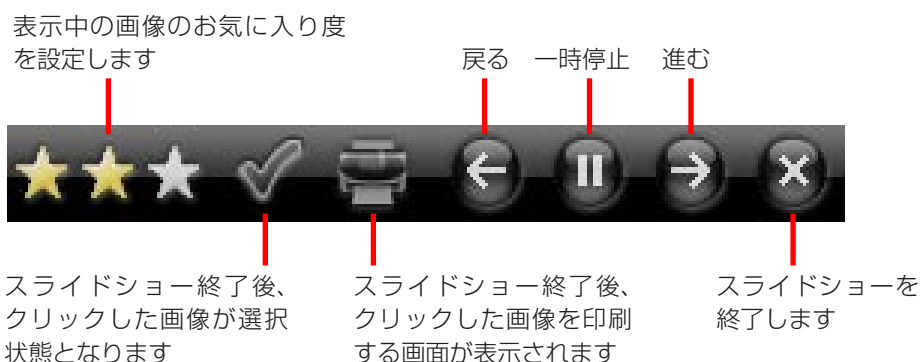 表示中の画像のお気に入り度
を設定します
戻る
一時停止
進む
スライドショー終了後、
クリックした画像が選択
状態となります
スライドショー終了後、
クリックした画像を印刷
する画面が表示されます
スライドショーを
終了します